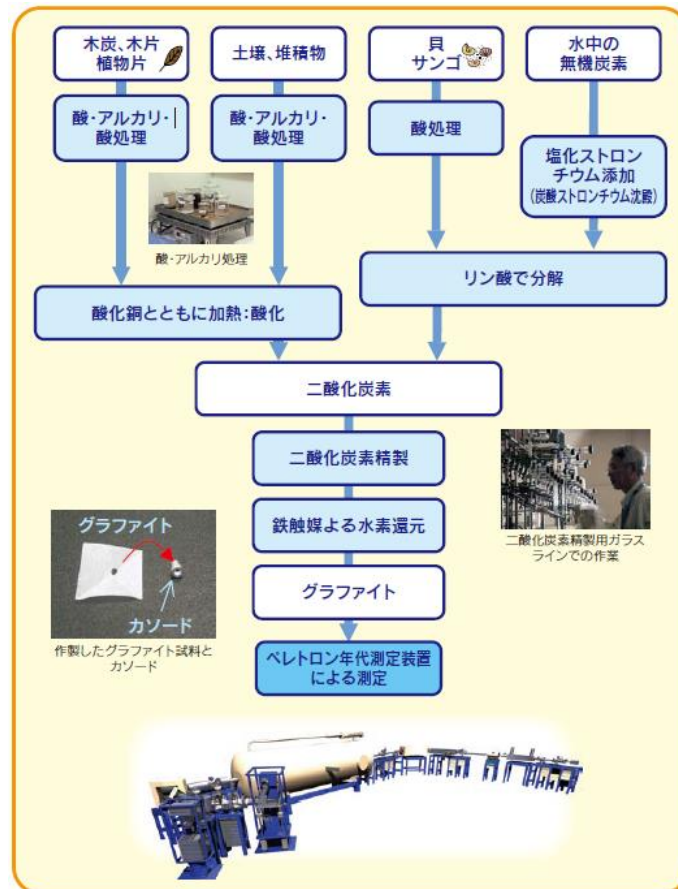 木炭、木片
植物片
土壌、堆積物
貝
サンゴ
水中の
無機炭素
酸・アルカリ・
酸処理
酸・アルカリ・
酸処理
酸処理
塩化ストロン
チウム添加
(炭酸ストロンチウム沈殿)
酸・アルカリ処理
酸化銅とともに加熱：酸化
リン酸で分解
二酸化炭素
二酸化炭素精製
鉄触媒よる水素還元
グラファイト
ペレトロン年代測定装置
による測定
グラファイト
カソード
作製したグラファイト試料と
カソード
二酸化炭素精製用ガラス
ラインでの作業